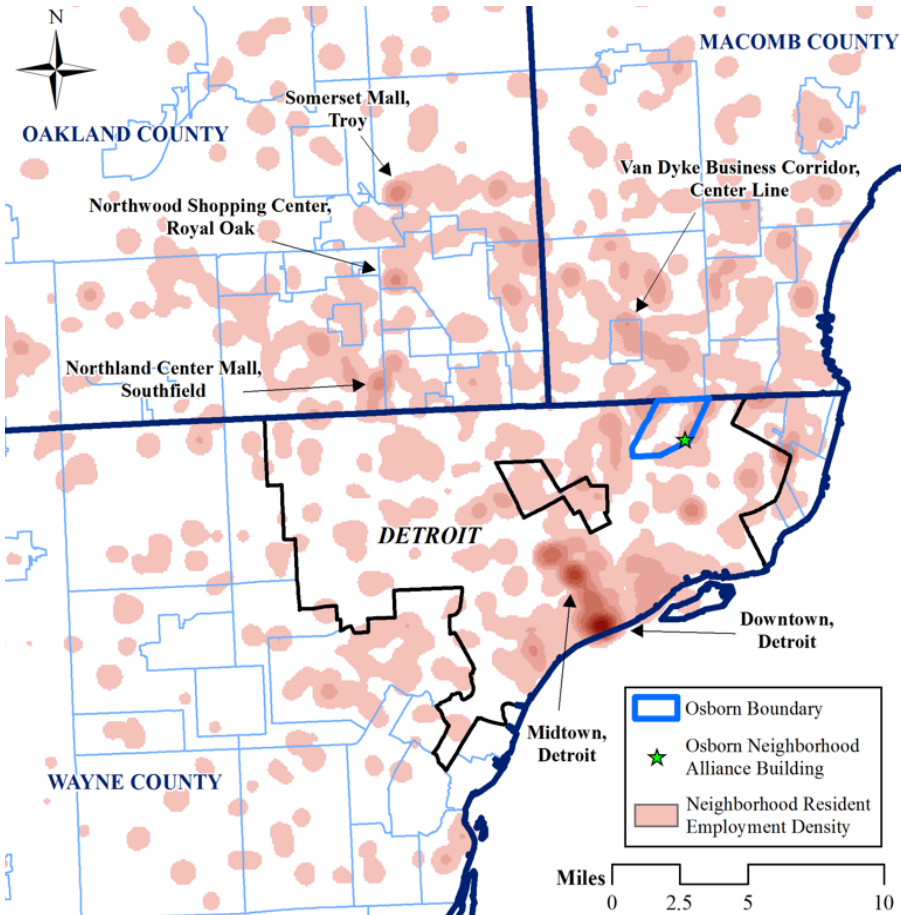 N
MACOMB COUNTY
Somerset Mall,
Troy
OAKLAND COUNTY
Van Dyke Business Corridor,
Center Line
Northwood Shopping Center,
Royal Oak
Northland Center Mall,
Southfield
DETROIT
Downtown,
Detroit
Midtown,
Detroit
WAYNE COUNTY
Osborn Boundary
Osborn Neighborhood
Alliance Building
Neighborhood Resident
Employment Density
Miles
0 2.5 5 10